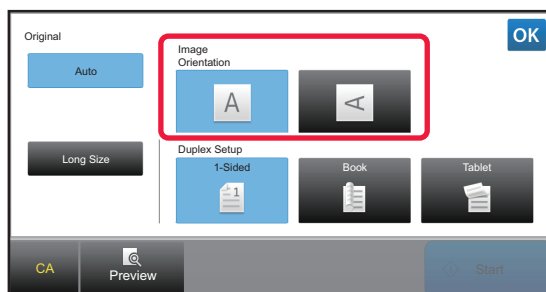 Original
OK
Image
Orientation
Auto
A
A
Long Size
Duplex Setup
1-Sided
Book
Tablet
1
CA
Preview
Start